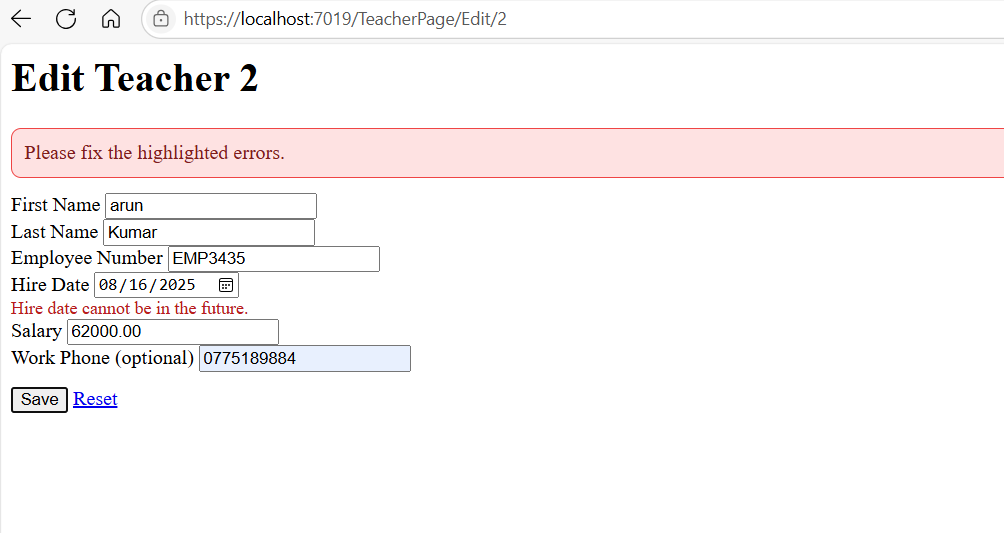 https://localhost:7019/TeacherPage/Edit/2
Edit Teacher 2
Please fix the highlighted errors.
First Name arun
Last Name Kumar
Employee Number EMP3435
Hire Date 08/16/2025
Hire date cannot be in the future.
Salary 62000.00
Work Phone (optional) 0775189884
Save Reset